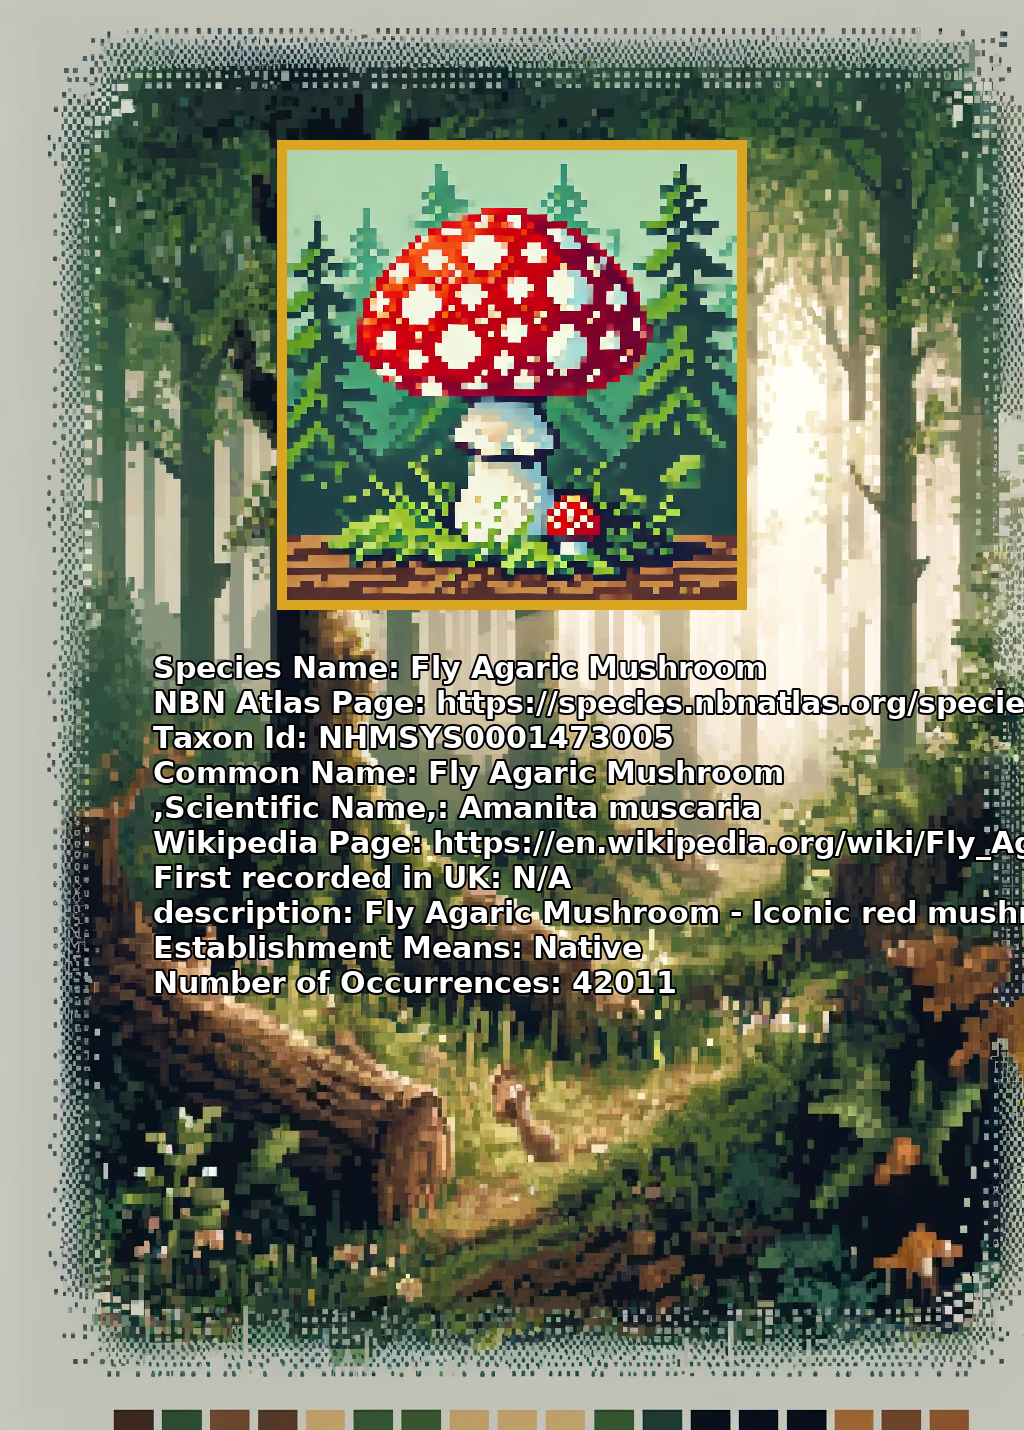 Species Name: Fly Agaric Mushroom
NBN Atlas Page: https://species.nbnatlas.org/specie
Taxon Id: NHMSYS0001473005
Common Name: Fly Agaric Mushroom
,Scientific Name,: Amanita muscaria
Wikipedia Page: https://en.wikipedia.org/wiki/Fly_Ag
First recorded in UK: N/A
description: Fly Agaric Mushroom - Iconic red mushr
Establishment Means: Native
Number of Occurrences: 42011